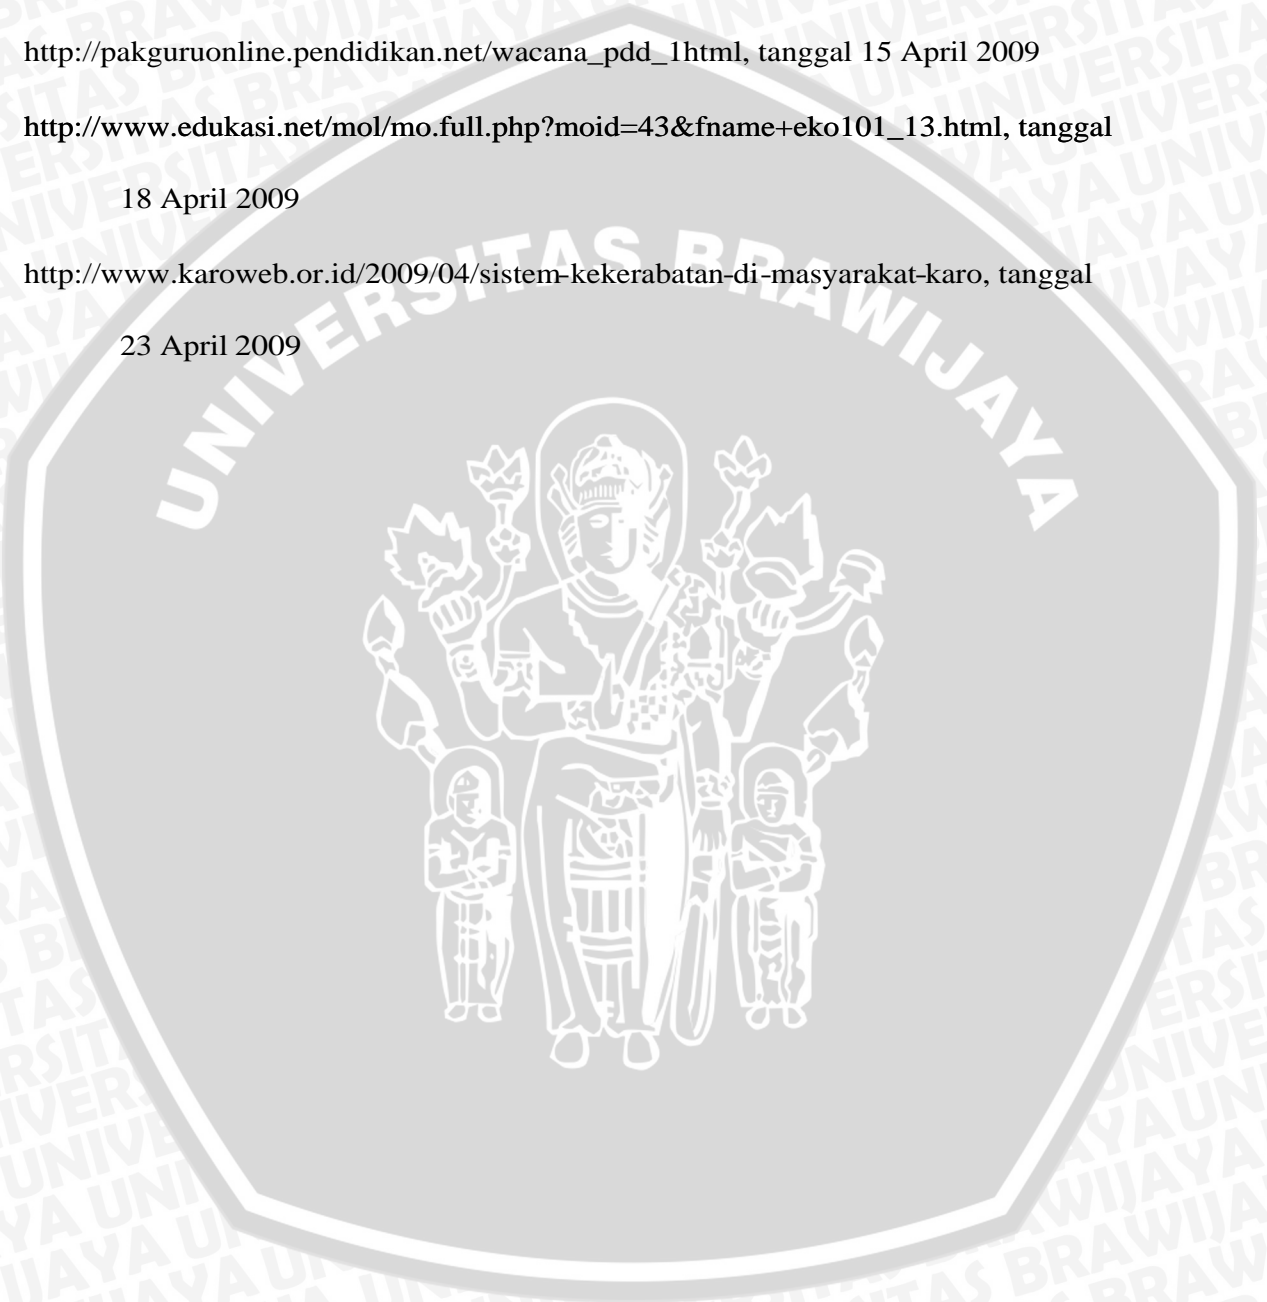 http://pakguruonline.pendidikan.net/wacana_pdd_1html, tanggal 15 April 2009
http://www.edukasi.net/mol/mo.full.php?moid=43&fname+eko101_13.html, tanggal
18 April 2009
http://www.karoweb.or.id/2009/04/sistem-kekerabatan-di-masyarakat-karo, tanggal
23 April 2009
UNIVERSITAS BRAWIJAYA